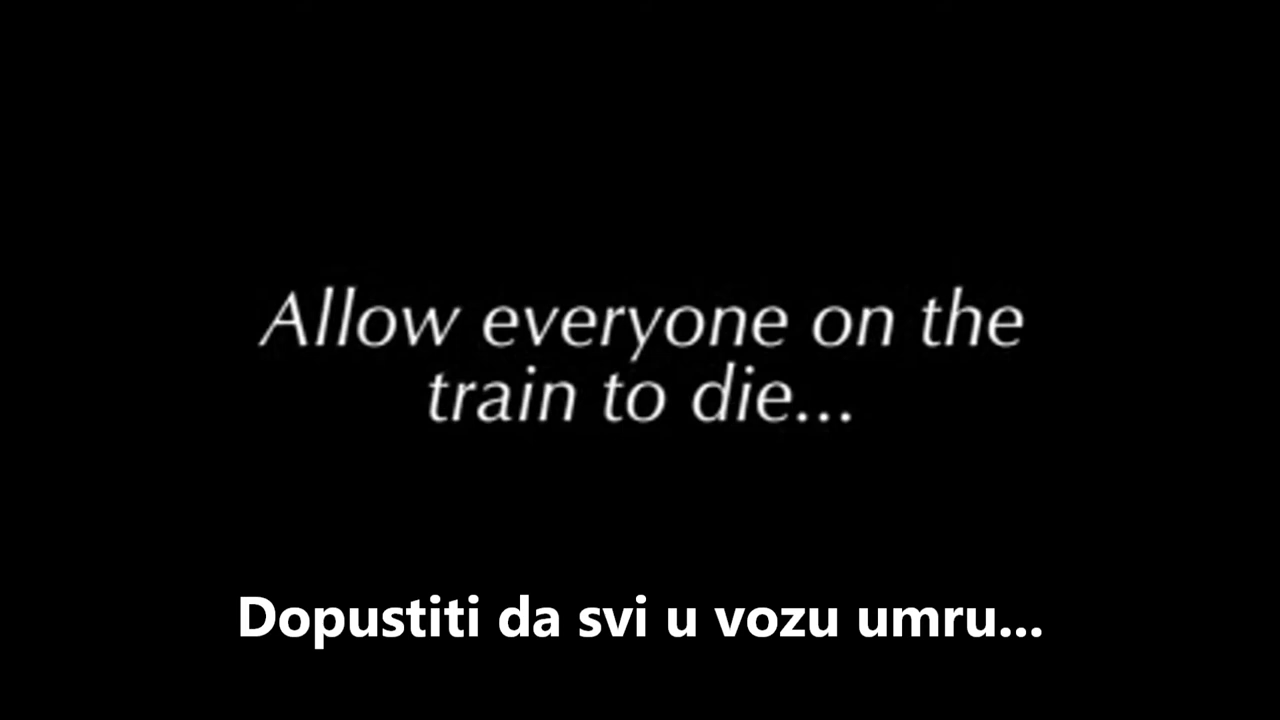 Allow everyone on the
train to die...
Dopustiti da svi u vozu umru...